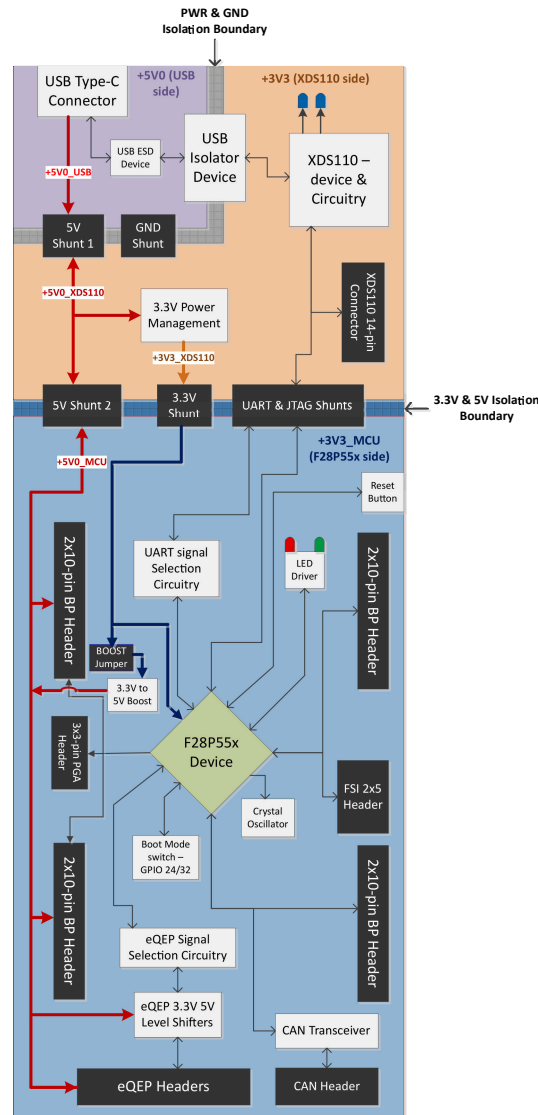 PWR & GND
Isolation Boundary
+5V0 (USB
side)
+3V3 (XDS110 side)
USB Type-C
Connector
USB ESD
Device
USB
Isolator
Device
XDS110 –
device &
Circuitry
+5V0_USB
5V
Shunt 1
GND
Shunt
+5V0_XDS110
3.3V Power
Management
XDS110 14-pin
Connector
+3V3_XDS110
5V Shunt 2
3.3V
Shunt
UART & JTAG Shunts
3.3V & 5V Isolation
Boundary
+3V3_MCU
(F28P55x side)
+5V0_MCU
Reset
Button
2x10-pin BP Header
UART signal
Selection
Circuitry
LED
Driver
2x10-pin BP Header
BOOST
Jumper
3.3V to
5V Boost
3x3-pin PGA
Header
F28P55x
Device
FSI 2x5
Header
Crystal
Oscillator
Boot Mode
switch –
GPIO 24/32
2x10-pin BP Header
2x10-pin BP Header
eQEP Signal
Selection Circuitry
eQEP 3.3V 5V
Level Shifters
CAN Transceiver
eQEP Headers
CAN Header